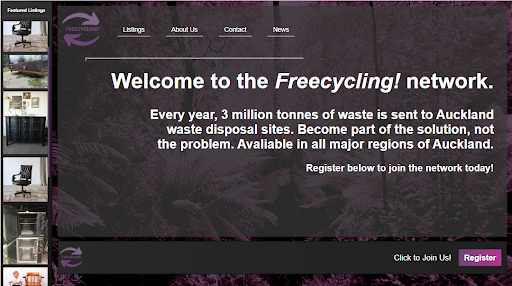 Featured Listings
FREECYCLING!
Listings
About Us
Contact
News
Welcome to the Freecycling! network.
Every year, 3 million tonnes of waste is sent to Auckland
waste disposal sites. Become part of the solution, not
the problem. Avaliable in all major regions of Auckland.
Register below to join the network today!
Click to Join Us!
Register